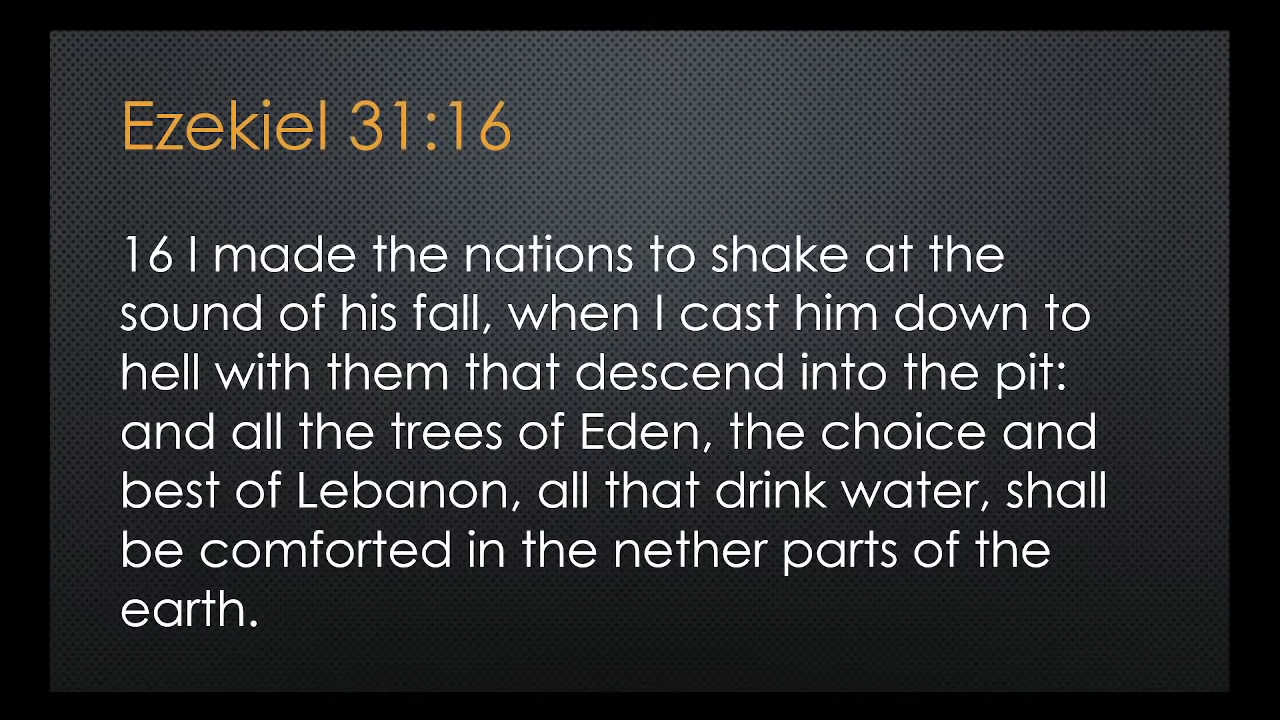 Ezekiel 31:16
16 I made the nations to shake at the
sound of his fall, when I cast him down to
hell with them that descend into the pit:
and all the trees of Eden, the choice and
best of Lebanon, all that drink water, shall
be comforted in the nether parts of the
earth.